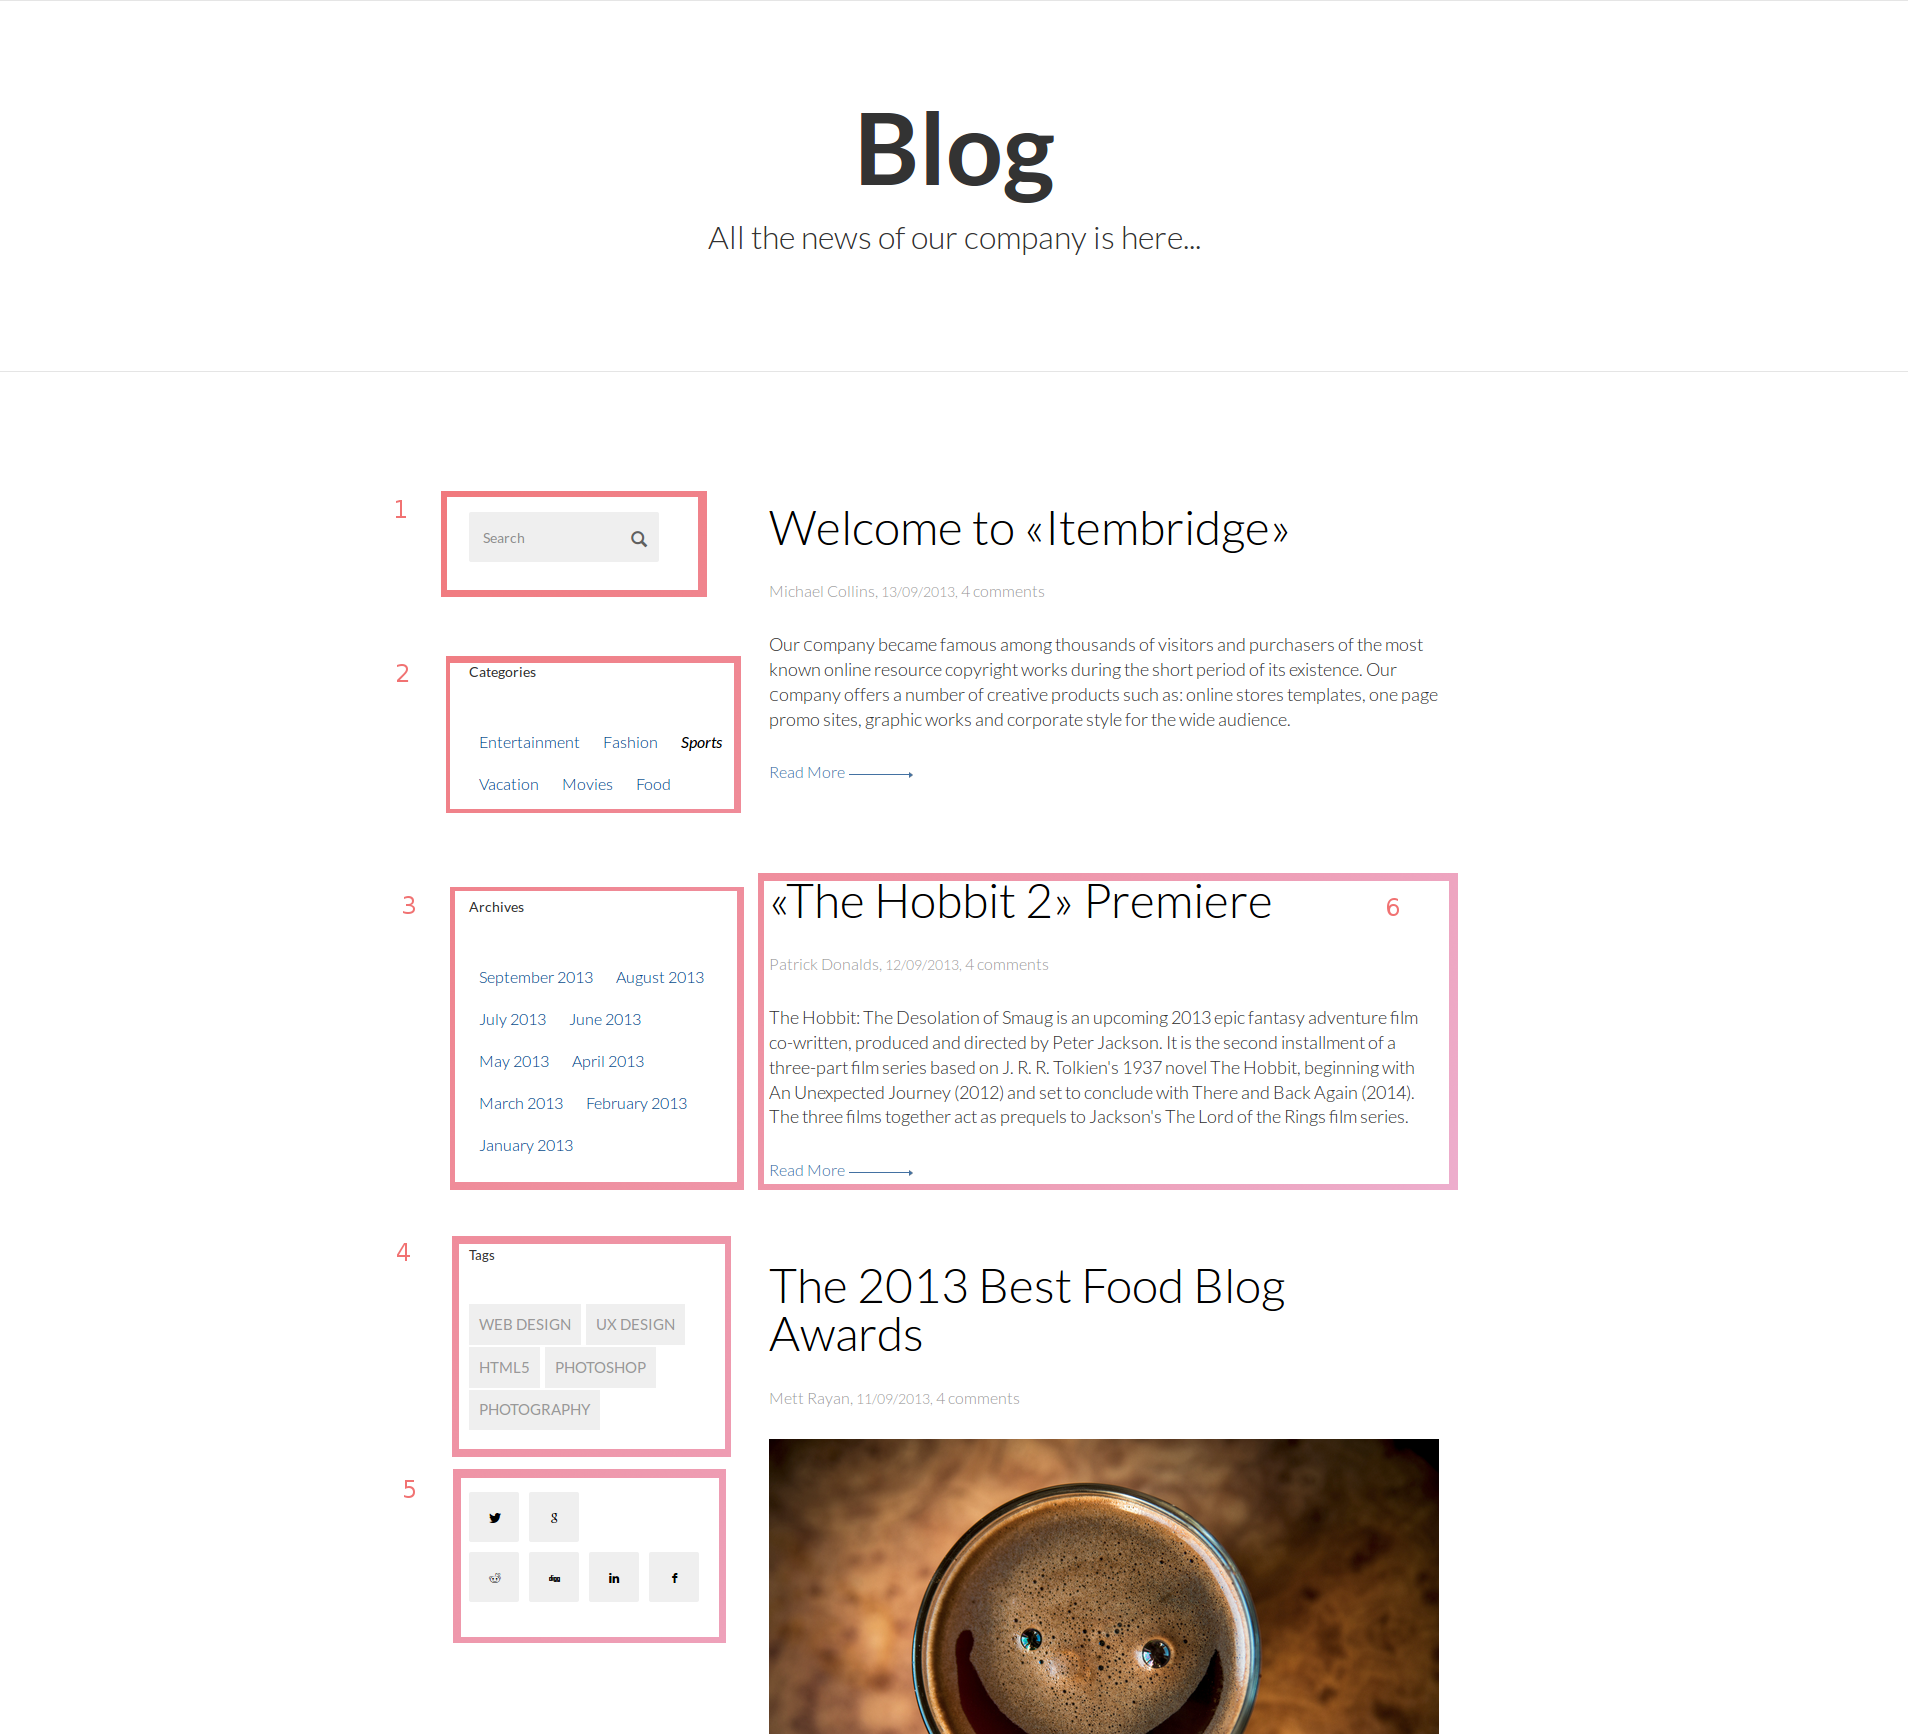 Blog
All the news of our company is here...
1
Search
2
Categories
Entertainment Fashion Sports
Vacation Movies Food
3
Archives
September 2013 August 2013
July 2013 June 2013
May 2013 April 2013
March 2013 February 2013
January 2013
4
Tags
WEB DESIGN UX DESIGN
HTML5 PHOTOSHOP
PHOTOGRAPHY
5
g
digg in f
Welcome to «Itembridge»
Michael Collins, 13/09/2013, 4 comments
Our company became famous among thousands of visitors and purchasers of the most
known online resource copyright works during the short period of its existence. Our
company offers a number of creative products such as: online stores templates, one page
promo sites, graphic works and corporate style for the wide audience.
Read More
«The Hobbit 2» Premiere
6
Patrick Donalds, 12/09/2013, 4 comments
The Hobbit: The Desolation of Smaug is an upcoming 2013 epic fantasy adventure film
co-written, produced and directed by Peter Jackson. It is the second installment of a
three-part film series based on J. R. R. Tolkien's 1937 novel The Hobbit, beginning with
An Unexpected Journey (2012) and set to conclude with There and Back Again (2014).
The three films together act as prequels to Jackson's The Lord of the Rings film series.
Read More
The 2013 Best Food Blog
Awards
Mett Rayan, 11/09/2013, 4 comments